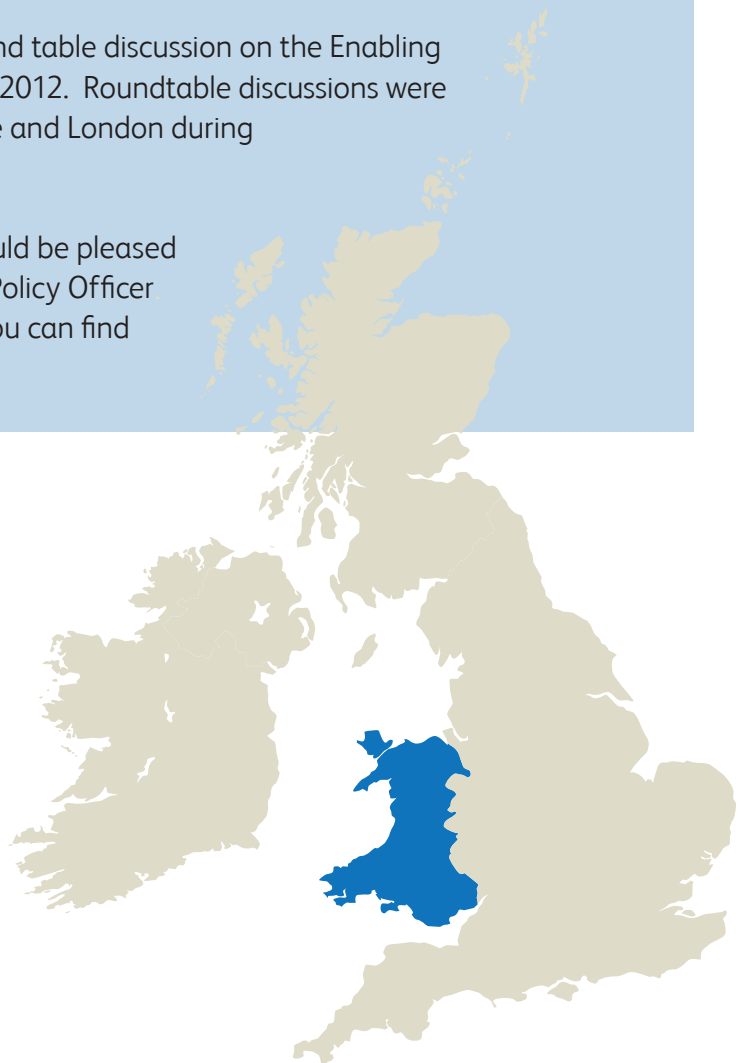 nd table discussion on the Enabling
2012. Roundtable discussions were
e and London during
uld be pleased
Policy Officer
ou can find